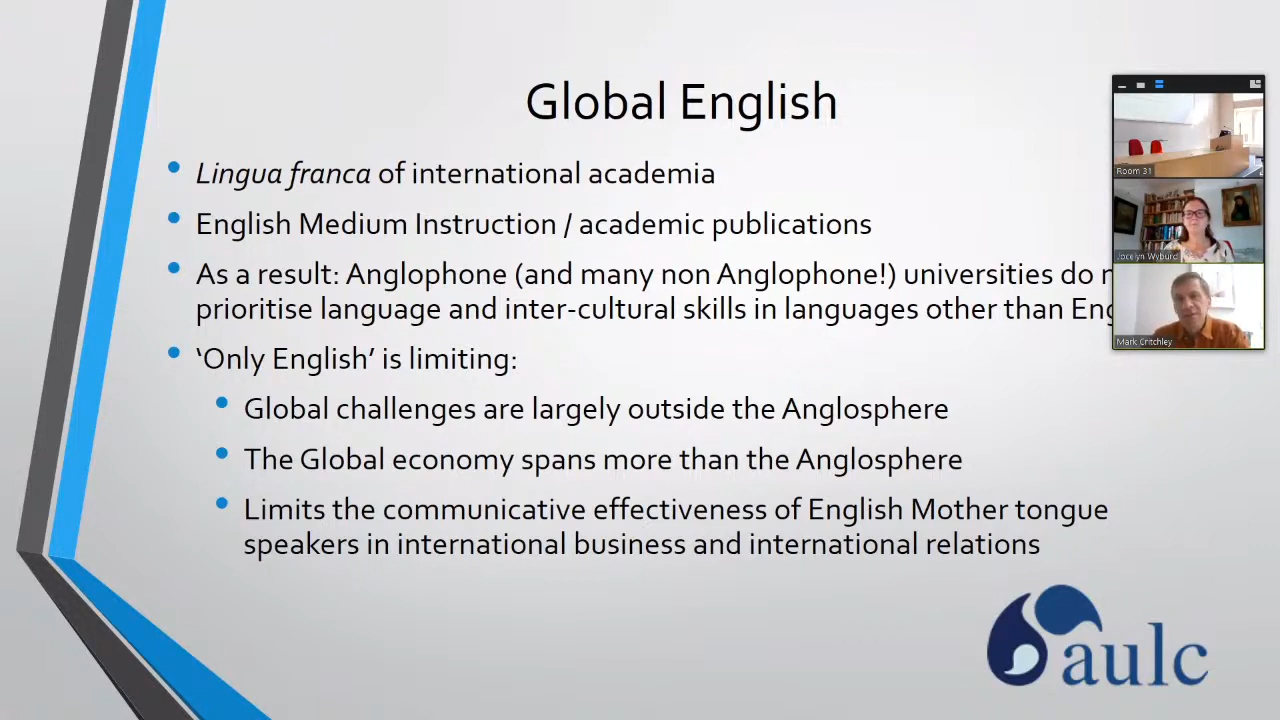 Global English
Lingua franca of international academia
English Medium Instruction / academic publications
As a result: Anglophone (and many non Anglophone!) universities do
prioritise language and inter-cultural skills in languages other than
‘Only English’ is limiting:
Global challenges are largely outside the Anglosphere
The Global economy spans more than the Anglosphere
Limits the communicative effectiveness of English Mother tongue
speakers in international business and international relations
Room 31
Jocelyn Wyburd
Mark Critchley
aulc